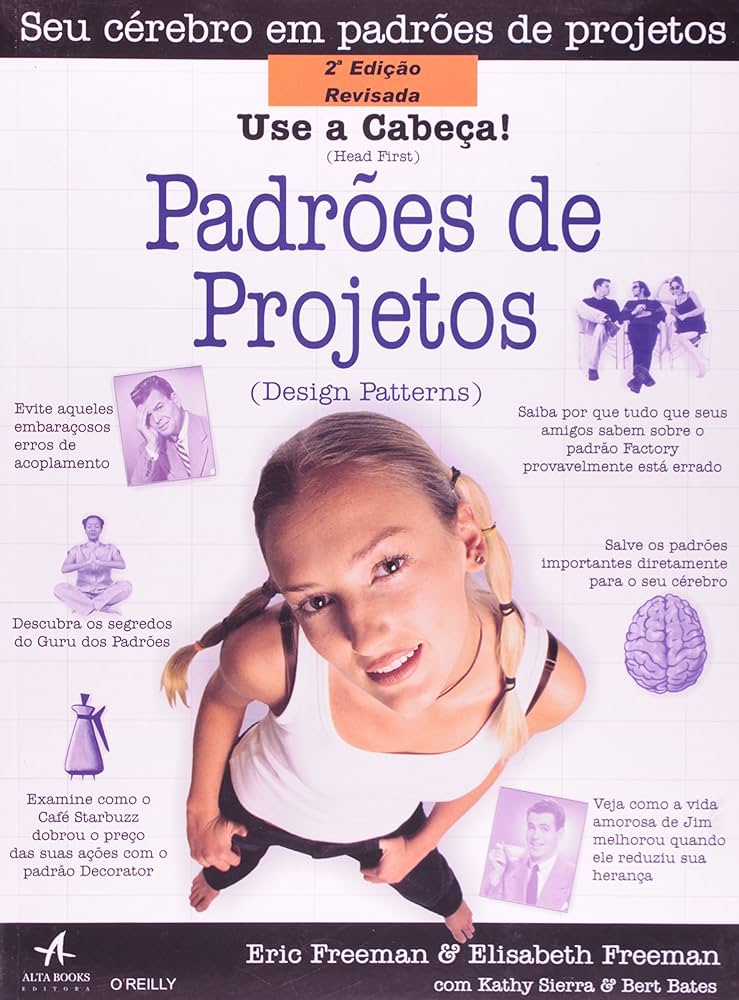 Seu cérebro em padrões de projetos
2ª Edição
Revisada
Use a Cabeça!
(Head First)
Padrões de
Projetos
(Design Patterns)
Evite aqueles
embaraçosos
erros de
acoplamento
Saiba por que tudo que seus
amigos sabem sobre o
padrão Factory
provavelmente está errado
Salve os padrões
importantes diretamente
para o seu cérebro
Descubra os segredos
do Guru dos Padrões
Examine como o
Café Starbuzz
dobrou o preço
das suas ações com o
padrão Decorator
Veja como a vida
amorosa de Jim
melhorou quando
ele reduziu sua
herança
Eric Freeman & Elisabeth Freeman
com Kathy Sierra & Bert Bates
ALTA BOOKS
EDITORA
O'REILLY